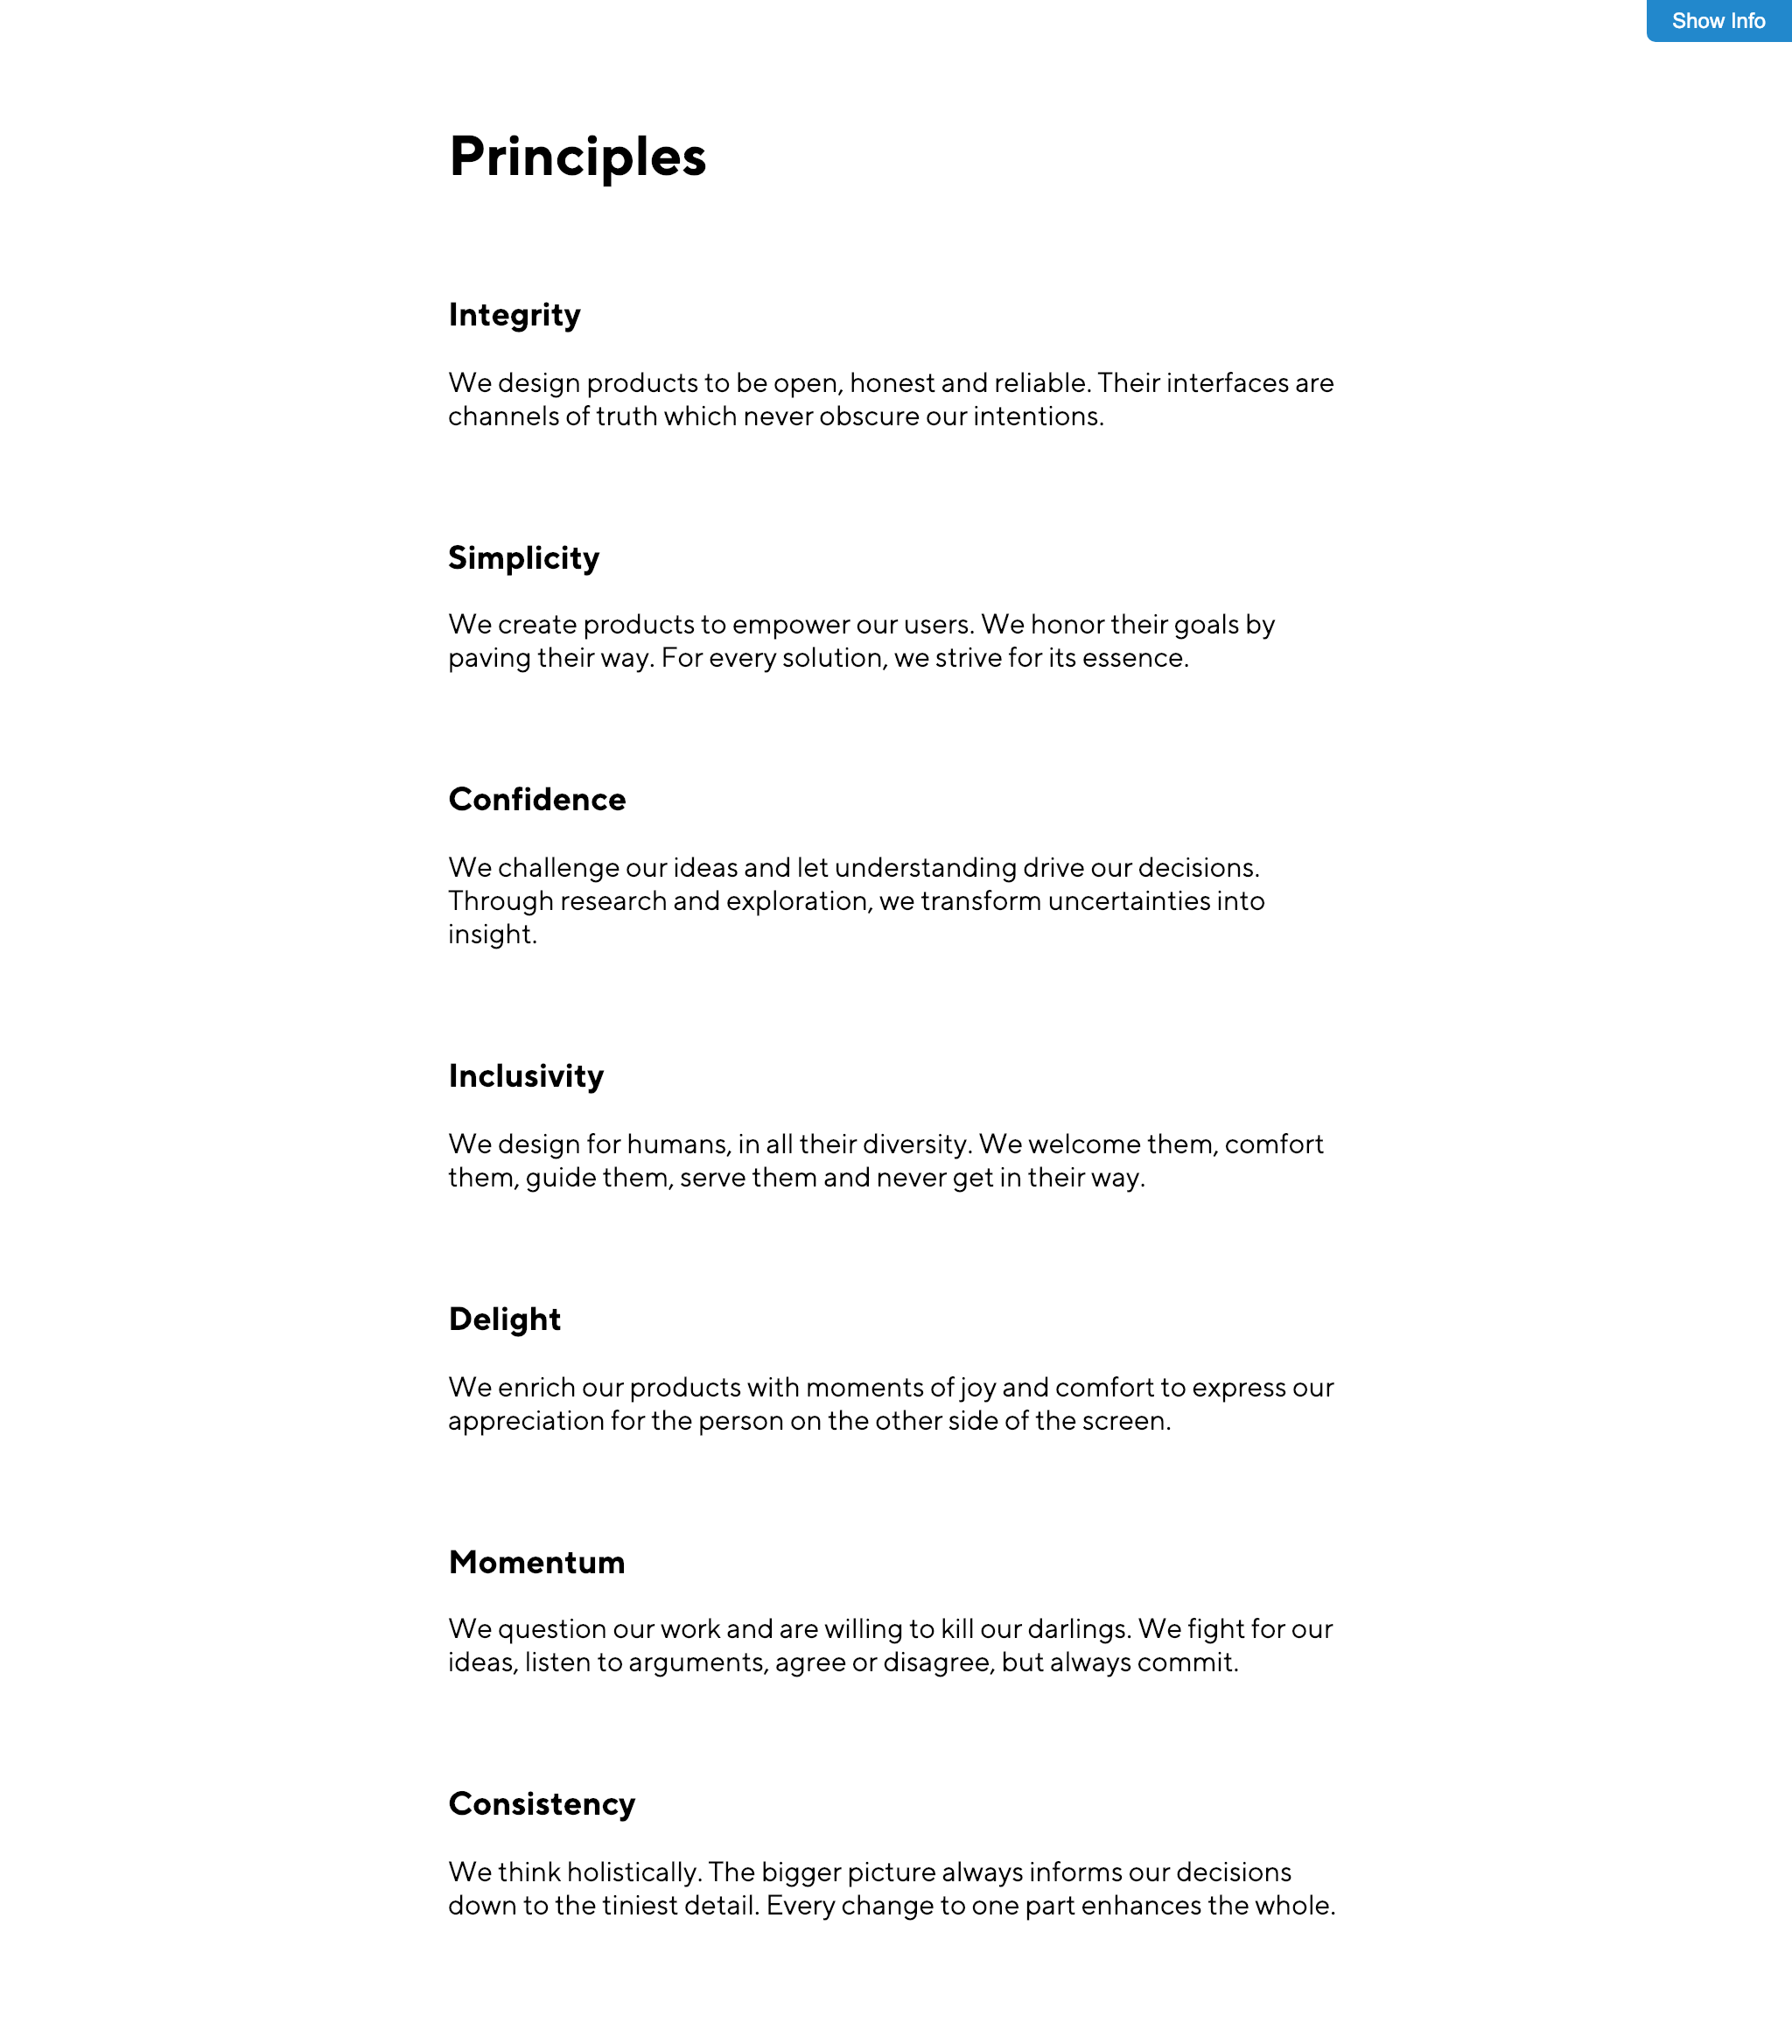 Show Info
Principles
Integrity
We design products to be open, honest and reliable. Their interfaces are
channels of truth which never obscure our intentions.
Simplicity
We create products to empower our users. We honor their goals by
paving their way. For every solution, we strive for its essence.
Confidence
We challenge our ideas and let understanding drive our decisions.
Through research and exploration, we transform uncertainties into
insight.
Inclusivity
We design for humans, in all their diversity. We welcome them, comfort
them, guide them, serve them and never get in their way.
Delight
We enrich our products with moments of joy and comfort to express our
appreciation for the person on the other side of the screen.
Momentum
We question our work and are willing to kill our darlings. We fight for our
ideas, listen to arguments, agree or disagree, but always commit.
Consistency
We think holistically. The bigger picture always informs our decisions
down to the tiniest detail. Every change to one part enhances the whole.